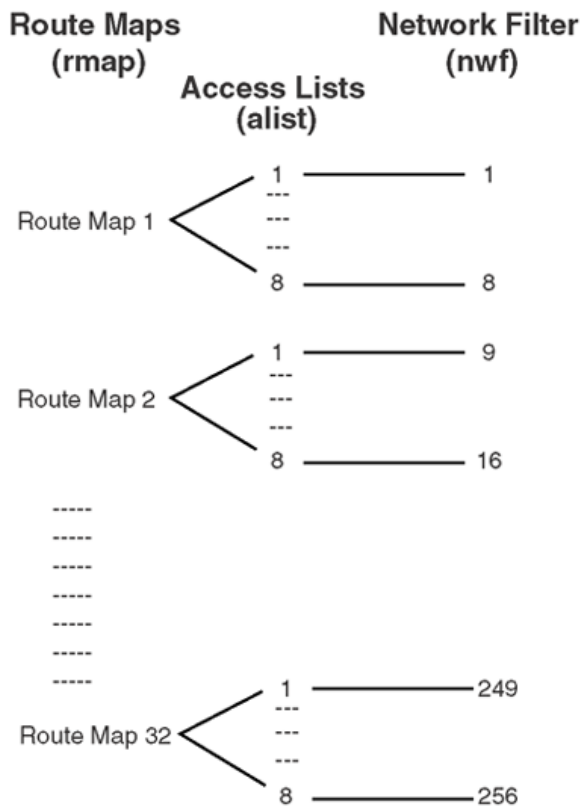 Route Maps
(rmap)
Network Filter
(nwf)
Access Lists
(alist)
1 1
---
Route Map 1 ---
---
8 8
1 9
---
Route Map 2 ---
---
8 16
-----
-----
-----
-----
-----
-----
-----
1 249
---
Route Map 32 ---
---
8 256